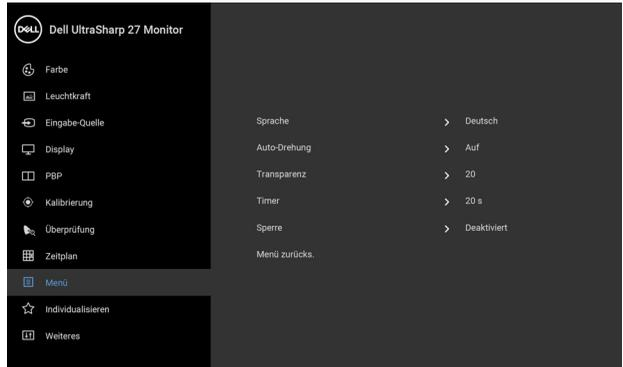 DELL Dell UltraSharp 27 Monitor
Farbe
Leuchtkraft
Eingabe-Quelle
Display
PBP
Kalibrierung
Überprüfung
Zeitplan
Menü
Individualisieren
Weiteres
Sprache > Deutsch
Auto-Drehung > Auf
Transparenz > 20
Timer > 20 s
Sperre > Deaktiviert
Menü zurücks.